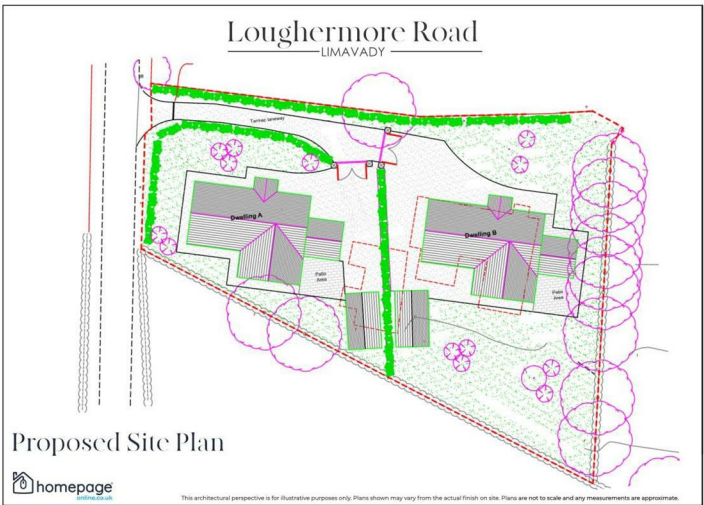 Loughermore Road
LIMAVADY
Tarmac laneway
Dwelling A
Dwelling B
Patio
Area
Patio
Area
Proposed Site Plan
homepage
online.co.uk
This architectural perspective is for illustrative purposes only. Plans shown may vary from the actual finish on site. Plans are not to scale and any measurements are approximate.